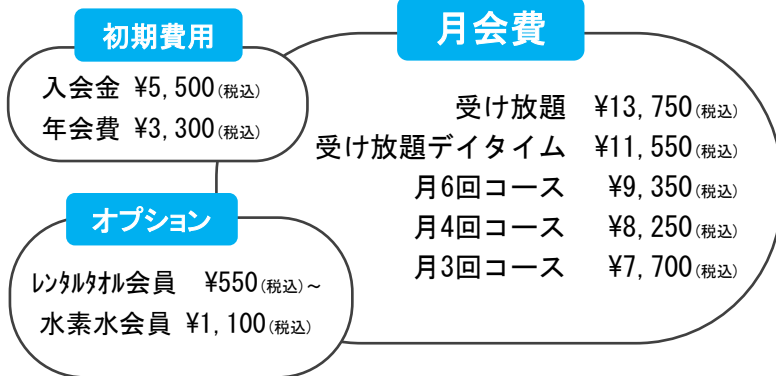 初期費用
入会金 ¥5,500(税込)
年会費 ¥3,300(税込)
月会費
受け放題 ¥13,750(税込)
受け放題デイタイム ¥11,550(税込)
月6回コース ¥9,350(税込)
月4回コース ¥8,250(税込)
月3回コース ¥7,700(税込)
オプション
ﾚﾝﾀﾙﾀｵﾙ会員 ¥550(税込)~
水素水会員 ¥1,100(税込)